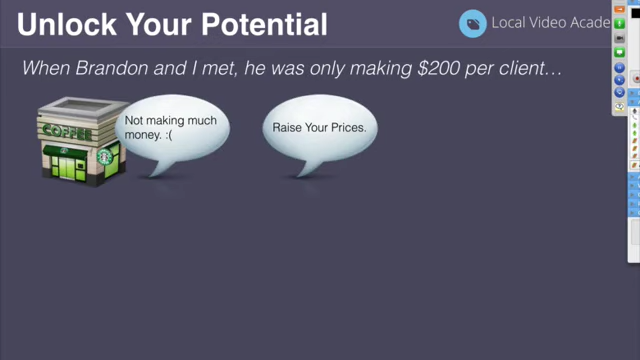 Unlock Your Potential
Local Video Acade
When Brandon and I met, he was only making $200 per client…
COFFEE
Not making much
money. :(
Raise Your Prices.